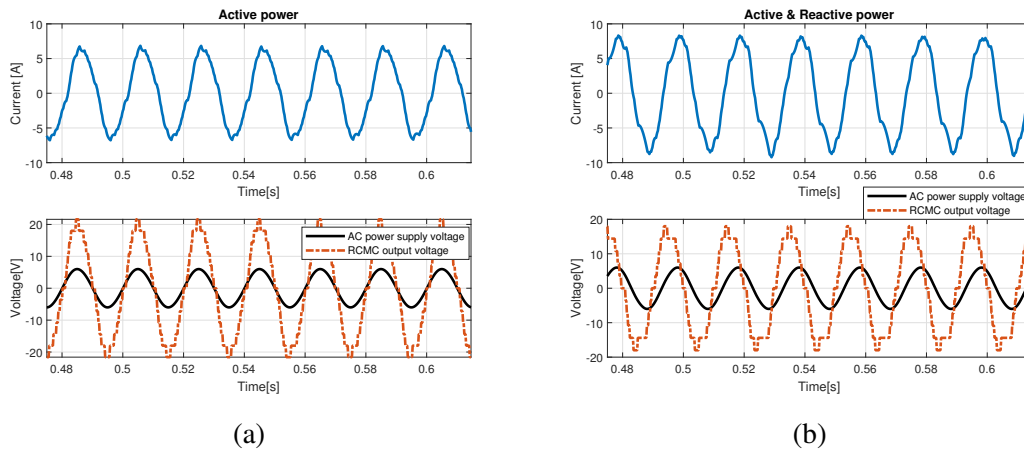 Active power
10
5
0
-5
-10
Current [A]
0.48 0.5 0.52 0.54 0.56 0.58 0.6
Time[s]
20
10
0
-10
-20
Voltage[V]
AC power supply voltage
RCMC output voltage
0.48 0.5 0.52 0.54 0.56 0.58 0.6
Time[s]
(a)
Active & Reactive power
10
5
0
-5
-10
Current [A]
0.48 0.5 0.52 0.54 0.56 0.58 0.6
Time[s]
AC power supply voltage
RCMC output voltage
20
10
0
-10
-20
Voltage[V]
0.48 0.5 0.52 0.54 0.56 0.58 0.6
Time[s]
(b)